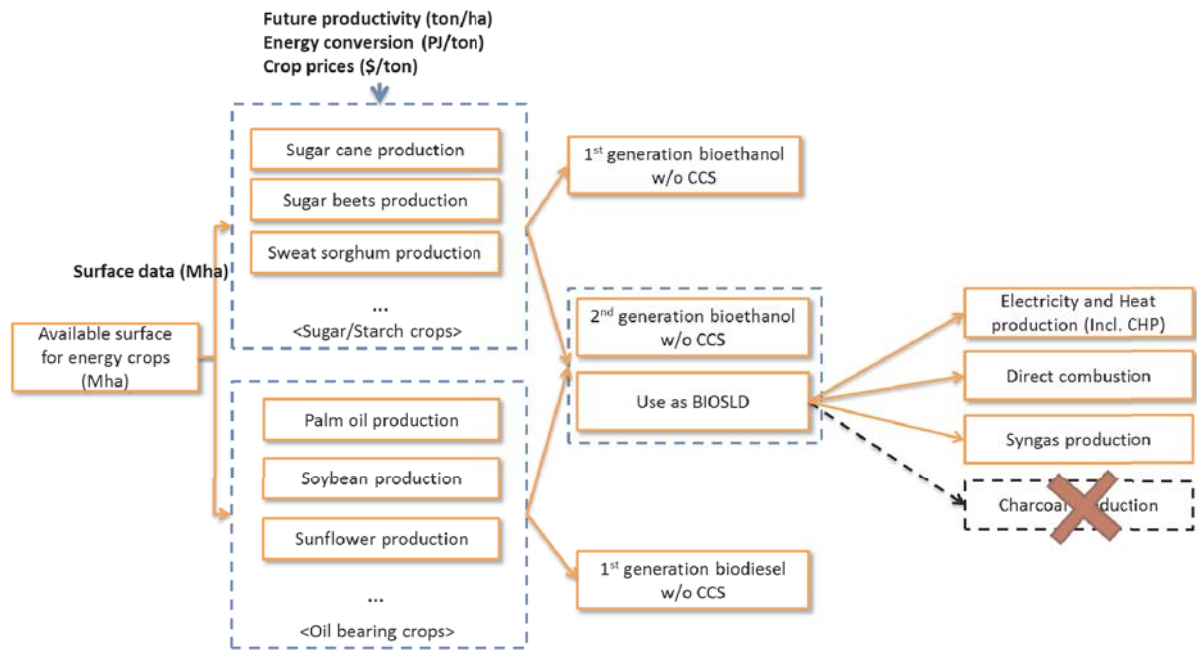 Future productivity (ton/ha)
Energy conversion (PJ/ton)
Crop prices ($/ton)
Sugar cane production
Sugar beets production
Sweat sorghum production
...
<Sugar/Starch crops>
Surface data (Mha)
Available surface
for energy crops
(Mha)
Palm oil production
Soybean production
Sunflower production
...
<Oil bearing crops>
1st generation bioethanol
w/o CCS
2nd generation bioethanol
w/o CCS
Use as BIOSLD
1st generation biodiesel
w/o CCS
Electricity and Heat
production (Incl. CHP)
Direct combustion
Syngas production
Charcoal production